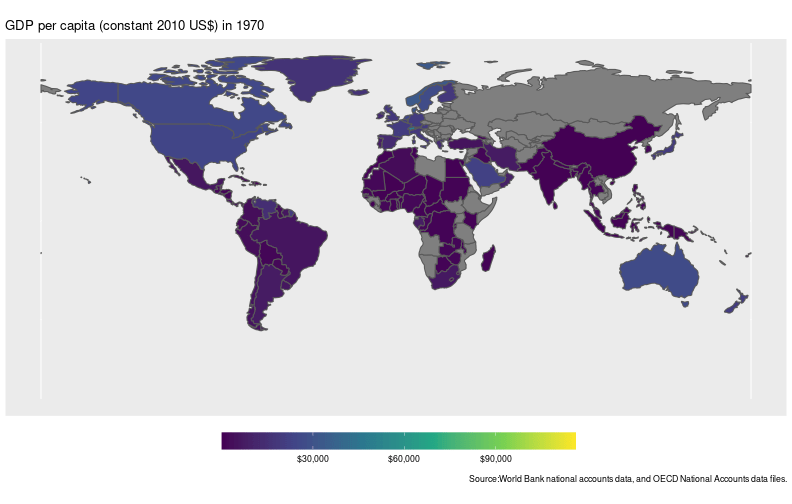 GDP per capita (constant 2010 US$) in 1970
$30,000 $60,000 $90,000
Source:World Bank national accounts data, and OECD National Accounts data files.